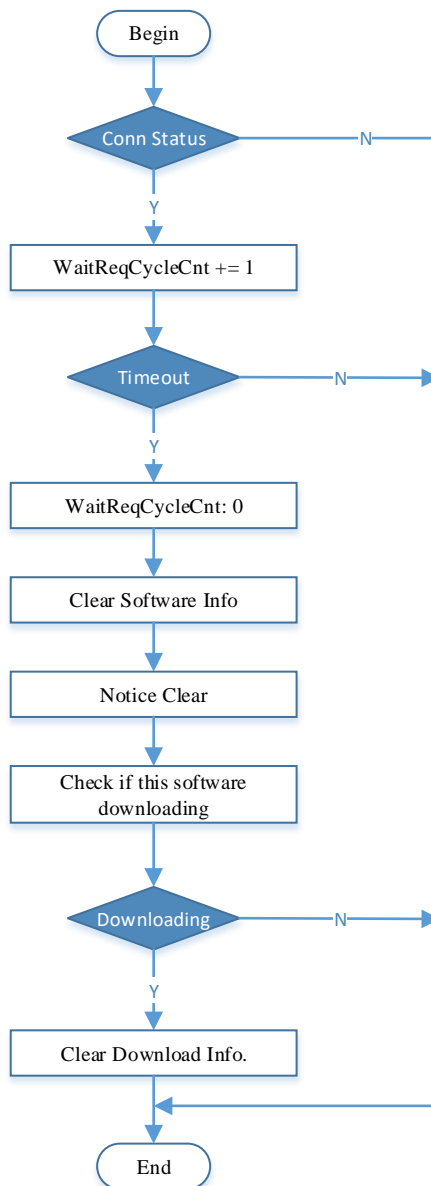 Begin
Conn Status
N
Y
WaitReqCycleCnt += 1
Timeout
N
Y
WaitReqCycleCnt: 0
Clear Software Info
Notice Clear
Check if this software
downloading
Downloading
N
Y
Clear Download Info.
End